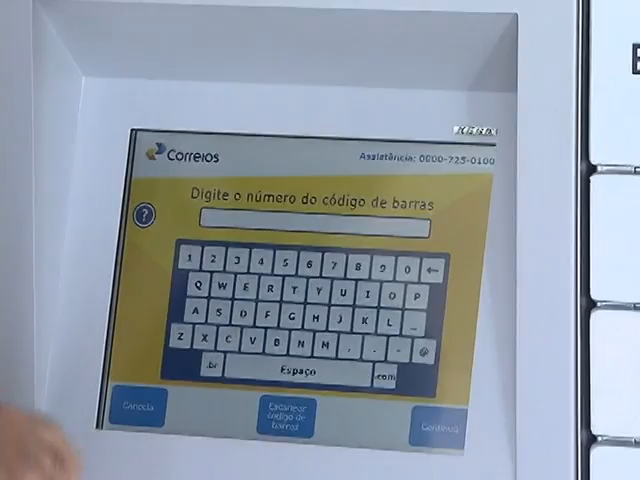 Correios
Assistência: 0800-725-0100
Digite o número do código de barras
?
1 2 3 4 5 6 7 8 9 0 ←
Q W E R T Y U I O P
A S D F G H J K L _
Z X C V B N M , . - @
.br Espaço .com
Cancela
Escanear
código de
barras
Continua
E